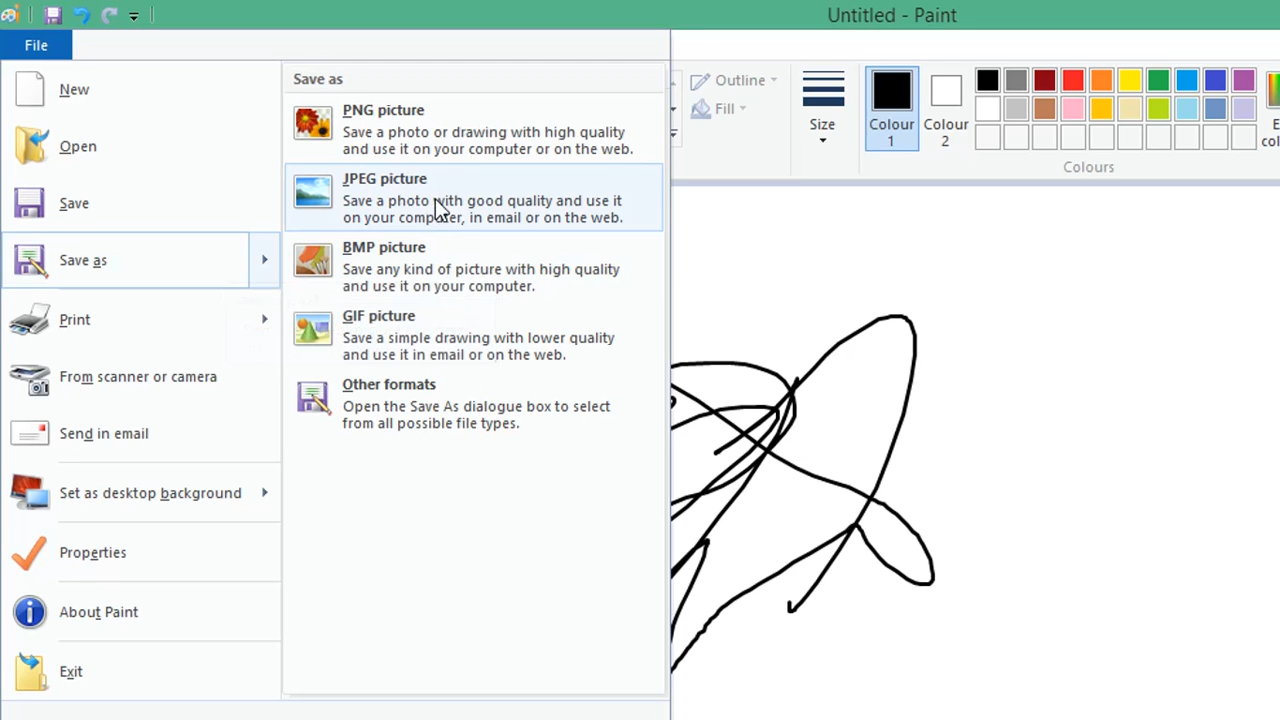 Untitled - Paint
File
New
Open
Save
Save as
Print
From scanner or camera
Send in email
Set as desktop background
Properties
About Paint
Exit
Save as
PNG picture
Save a photo or drawing with high quality
and use it on your computer or on the web.
JPEG picture
Save a photo with good quality and use it
on your computer, in email or on the web.
BMP picture
Save any kind of picture with high quality
and use it on your computer.
GIF picture
Save a simple drawing with lower quality
and use it in email or on the web.
Other formats
Open the Save As dialogue box to select
from all possible file types.
Outline
Fill
Size
Colour
1
Colour
2
Colours